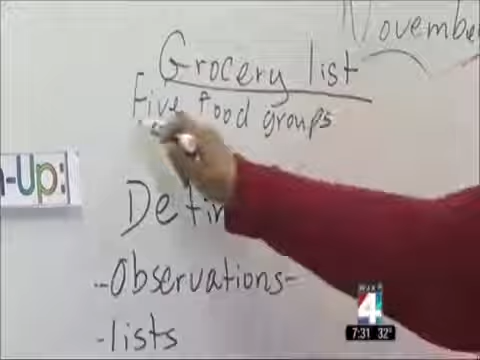 November
Grocery list
Five food groups
-Up:
Defin
-Observations-
-lists
4
7:31 32°